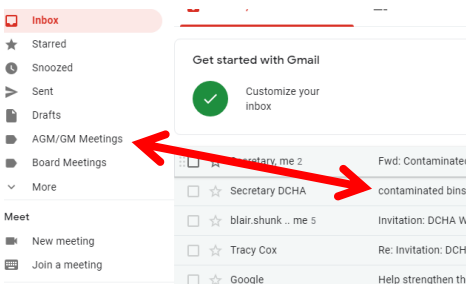 Inbox
Starred
Snoozed
Sent
Drafts
AGM/GM Meetings
Board Meetings
More
Meet
New meeting
Join a meeting
Get started with Gmail
Customize your
inbox
Secretary, me 2 Fwd: Contaminated
Secretary DCHA contaminated bins
blair.shunk .. me 5 Invitation: DCHA W
Tracy Cox Re: Invitation: DCH
Google Help strengthen th